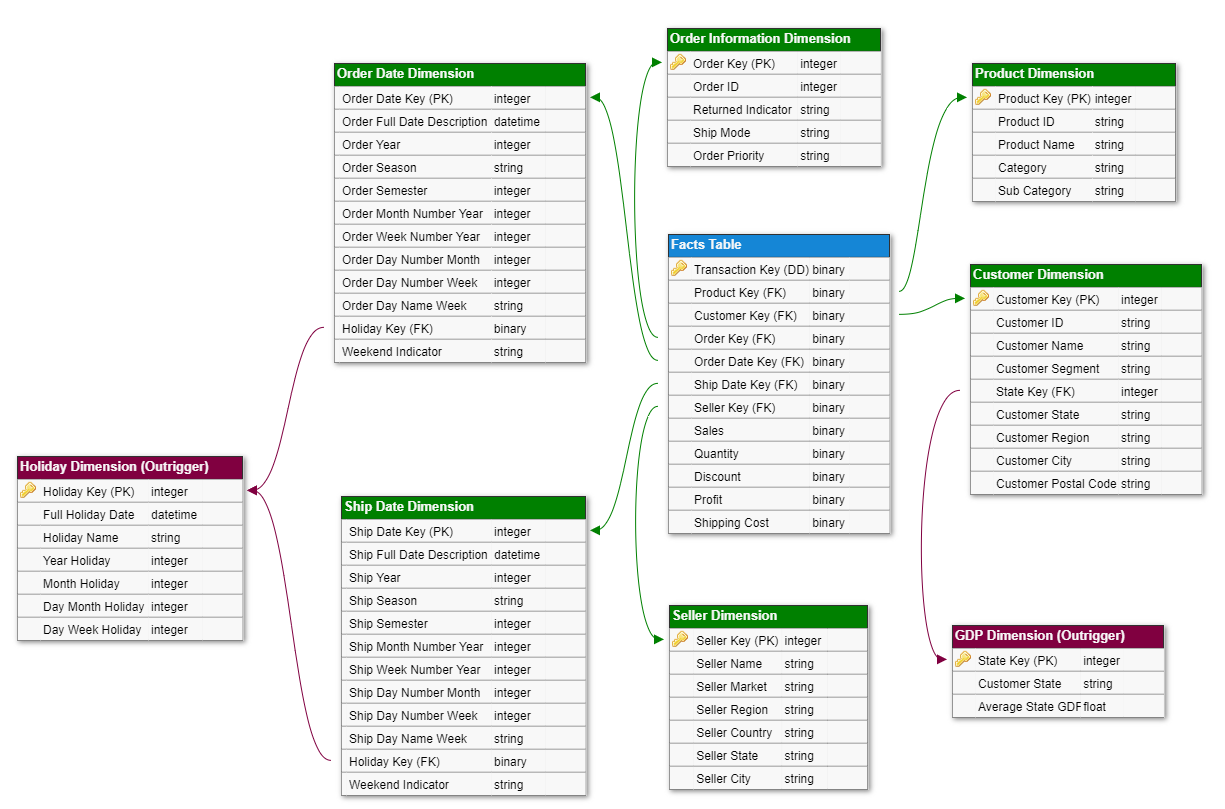 Order Information Dimension
Order Key (PK) integer
Order ID integer
Returned Indicator string
Ship Mode string
Order Priority string
Order Date Dimension
Order Date Key (PK) integer
Order Full Date Description datetime
Order Year integer
Order Season string
Order Semester integer
Order Month Number Year integer
Order Week Number Year integer
Order Day Number Month integer
Order Day Number Week integer
Order Day Name Week string
Holiday Key (FK) binary
Weekend Indicator string
Product Dimension
Product Key (PK) integer
Product ID string
Product Name string
Category string
Sub Category string
Facts Table
Transaction Key (DD) binary
Product Key (FK) binary
Customer Key (FK) binary
Order Key (FK) binary
Order Date Key (FK) binary
Ship Date Key (FK) binary
Seller Key (FK) binary
Sales binary
Quantity binary
Discount binary
Profit binary
Shipping Cost binary
Customer Dimension
Customer Key (PK) integer
Customer ID string
Customer Name string
Customer Segment string
State Key (FK) integer
Customer State string
Customer Region string
Customer City string
Customer Postal Code string
Holiday Dimension (Outrigger)
Holiday Key (PK) integer
Full Holiday Date datetime
Holiday Name string
Year Holiday integer
Month Holiday integer
Day Month Holiday integer
Day Week Holiday integer
Ship Date Dimension
Ship Date Key (PK) integer
Ship Full Date Description datetime
Ship Year integer
Ship Season string
Ship Semester integer
Ship Month Number Year integer
Ship Week Number Year integer
Ship Day Number Month integer
Ship Day Number Week integer
Ship Day Name Week string
Holiday Key (FK) binary
Weekend Indicator string
Seller Dimension
Seller Key (PK) integer
Seller Name string
Seller Market string
Seller Region string
Seller Country string
Seller State string
Seller City string
GDP Dimension (Outrigger)
State Key (PK) integer
Customer State string
Average State GDP float